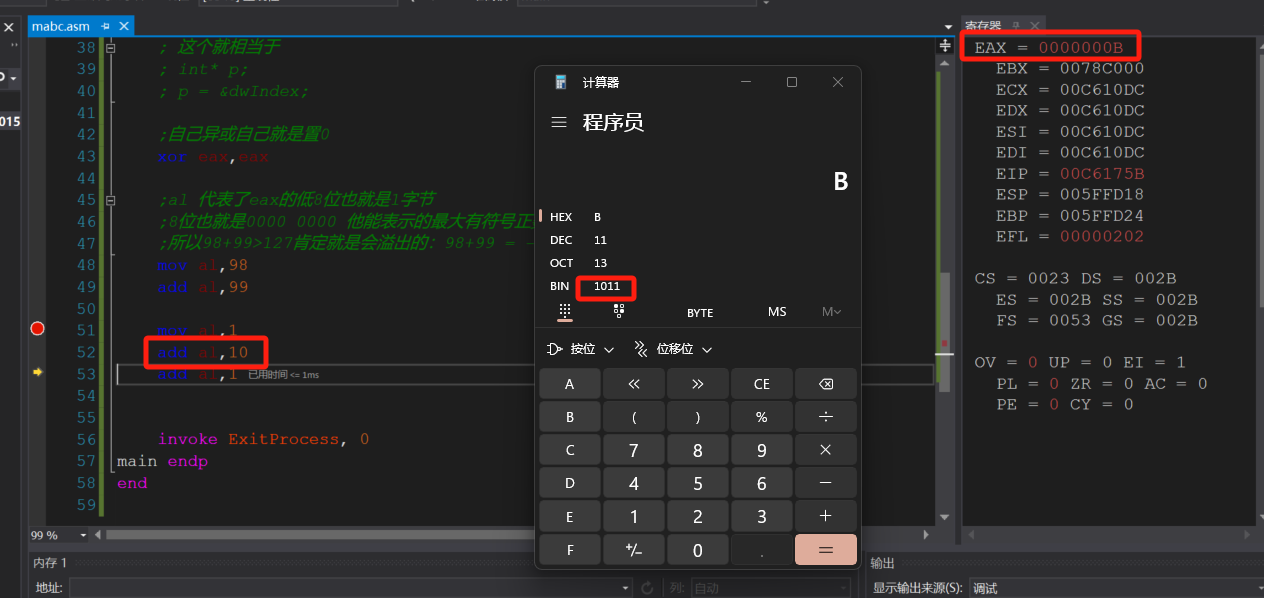 mabc.asm
寄存器
38 ; 这个就相当于
39 ; int* p;
40 ; p = &dwIndex;
41
42 ;自己异或自己就是置0
43 xor eax,eax
44
45 ;al 代表了eax的低8位也就是1字节
46 ;8位也就是0000 0000 他能表示的最大有符号正
47 ;所以98+99>127肯定就是会溢出的：98+99 = -
48 mov al,98
49 add al,99
50
51 mov al,1
52 add al,10
53 add al,1 已用时间 <= 1ms
54
55
56 invoke ExitProcess, 0
57 main endp
58 end
59
015
99 %
计算器
程序员
B
HEX B
DEC 11
OCT 13
BIN 1011
BYTE MS M
按位 位移位
A « » CE
B ( ) % ÷
C 7 8 9 ×
D 4 5 6 −
E 1 2 3 +
F +/− 0 . =
EAX = 0000000B
EBX = 0078C000
ECX = 00C610DC
EDX = 00C610DC
ESI = 00C610DC
EDI = 00C610DC
EIP = 00C6175B
ESP = 005FFD18
EBP = 005FFD24
EFL = 00000202
CS = 0023 DS = 002B
ES = 002B SS = 002B
FS = 0053 GS = 002B
OV = 0 UP = 0 EI = 1
PL = 0 ZR = 0 AC = 0
PE = 0 CY = 0
内存 1
地址:
列: 自动
输出
显示输出来源(S): 调试